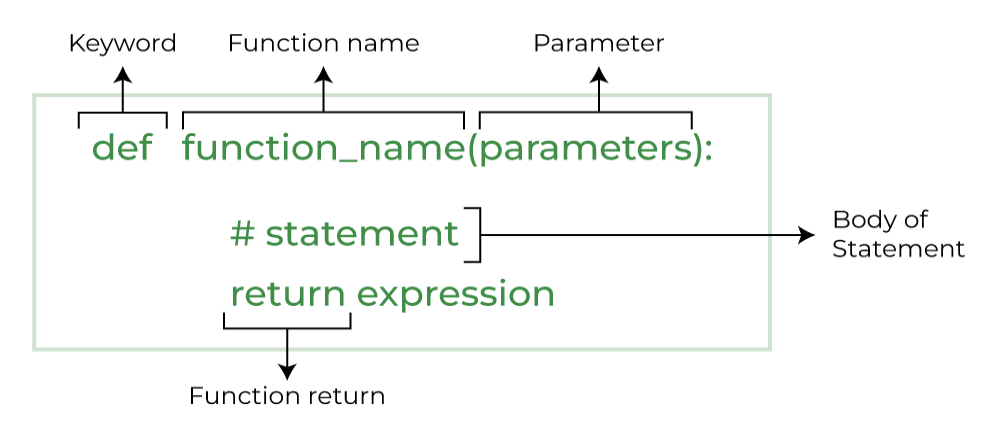 Keyword Function name Parameter
def function_name(parameters):
# statement
Body of
Statement
return expression
Function return